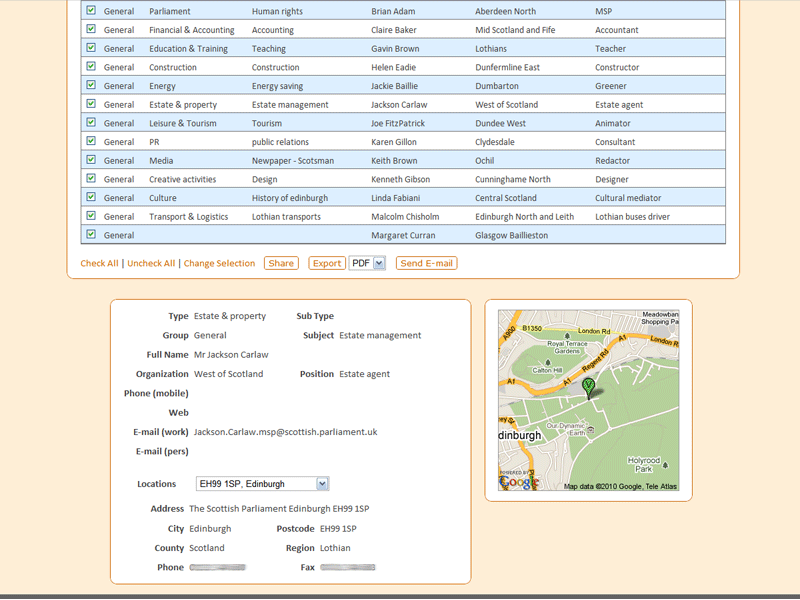 General Parliament Human rights Brian Adam Aberdeen North MSP
General Financial & Accounting Accounting Claire Baker Mid Scotland and Fife Accountant
General Education & Training Teaching Gavin Brown Lothians Teacher
General Construction Construction Helen Eadie Dunfermline East Constructor
General Energy Energy saving Jackie Baillie Dumbarton Greener
General Estate & property Estate management Jackson Carlaw West of Scotland Estate agent
General Leisure & Tourism Tourism Joe FitzPatrick Dundee West Animator
General PR public relations Karen Gillon Clydesdale Consultant
General Media Newpaper - Scotsman Keith Brown Ochil Redactor
General Creative activities Design Kenneth Gibson Cunninghame North Designer
General Culture History of edinburgh Linda Fabiani Central Scotland Cultural mediator
General Transport & Logistics Lothian transports Malcolm Chisholm Edinburgh North and Leith Lothian buses driver
General Margaret Curran Glasgow Baillieston
Check All | Uncheck All | Change Selection Share Export PDF Send E-mail
Type Estate & property Sub Type
Group General Subject Estate management
Full Name Mr Jackson Carlaw
Organization West of Scotland Position Estate agent
Phone (mobile)
Web
E-mail (work) Jackson.Carlaw.msp@scottish.parliament.uk
E-mail (pers)
Locations EH99 1SP, Edinburgh
Address The Scottish Parliament Edinburgh EH99 1SP
City Edinburgh Postcode EH99 1SP
County Scotland Region Lothian
Phone Fax
Meadowban
Shopping Pa
A900 B1350 London Rd
Royal Terrace
Gardens
A1 London R
Regent Rd
Calton Hill
A1 A1
V
Our Dynamic
Earth
dinburgh
Holyrood
Park
POWERED BY
Google
Map data ©2010 Google, Tele Atlas